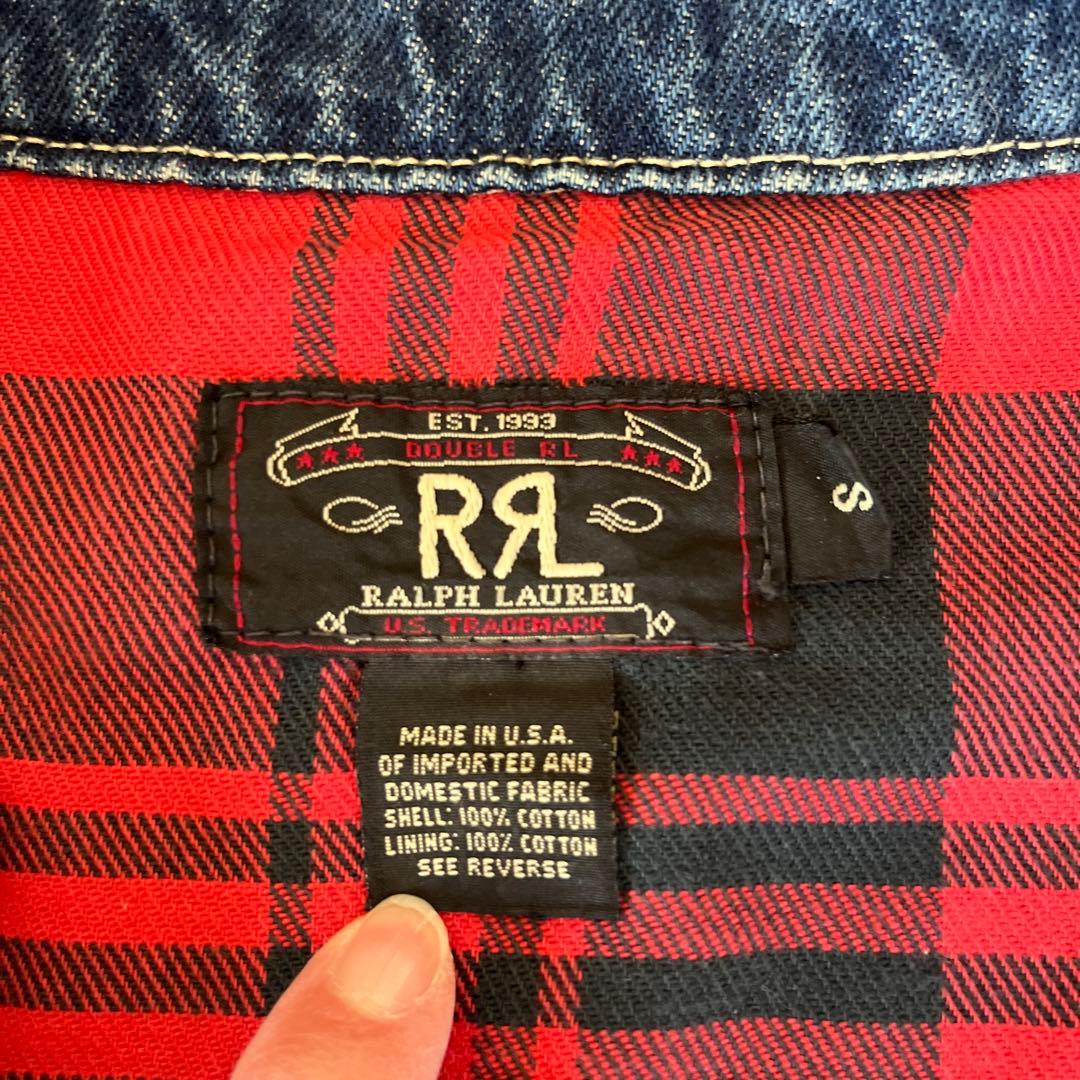 EST. 1993
DOUBLE RL
RRL
RALPH LAUREN
U.S. TRADEMARK
S
MADE IN U.S.A.
OF IMPORTED AND
DOMESTIC FABRIC
SHELL: 100% COTTON
LINING: 100% COTTON
SEE REVERSE